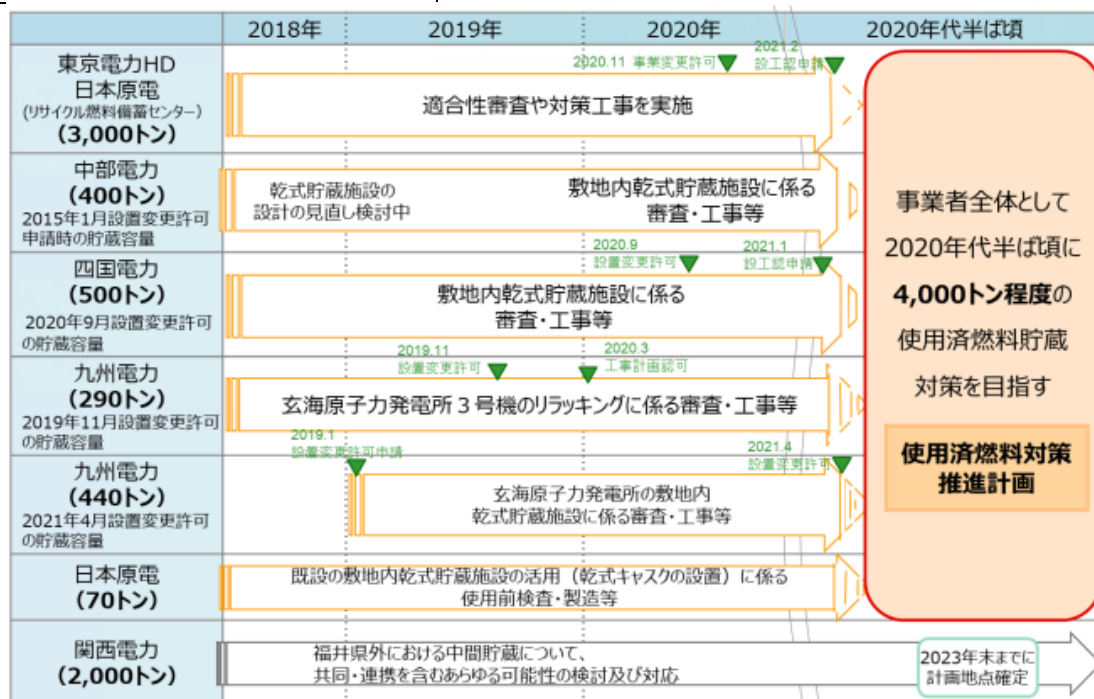 2018年 2019年 2020年 2020年代半ば頃
東京電力HD
日本原電
(リサイクル燃料備蓄センター)
(3,000トン)
2020.11 事業変更許可
2021.2
設工認申請
適合性審査や対策工事を実施
中部電力
(400トン)
2015年1月設置変更許可
申請時の貯蔵容量
乾式貯蔵施設の
設計の見直し検討中
敷地内乾式貯蔵施設に係る
審査・工事等
四国電力
(500トン)
2020年9月設置変更許可
の貯蔵容量
2020.9
設置変更許可
2021.1
設工認申請
敷地内乾式貯蔵施設に係る
審査・工事等
九州電力
(290トン)
2019年11月設置変更許可
の貯蔵容量
2019.11
設置変更許可
2020.3
工事計画認可
玄海原子力発電所３号機のリラッキングに係る審査・工事等
九州電力
(440トン)
2021年4月設置変更許可
の貯蔵容量
2019.1
設置変更許可申請
2021.4
設置変更許可
玄海原子力発電所の敷地内
乾式貯蔵施設に係る審査・工事等
日本原電
(70トン)
既設の敷地内乾式貯蔵施設の活用（乾式キャスクの設置）に係る
使用前検査・製造等
関西電力
(2,000トン)
福井県外における中間貯蔵について、
共同・連携を含むあらゆる可能性の検討及び対応
2023年末までに
計画地点確定
事業者全体として
2020年代半ば頃に
4,000トン程度の
使用済燃料貯蔵
対策を目指す
使用済燃料対策
推進計画